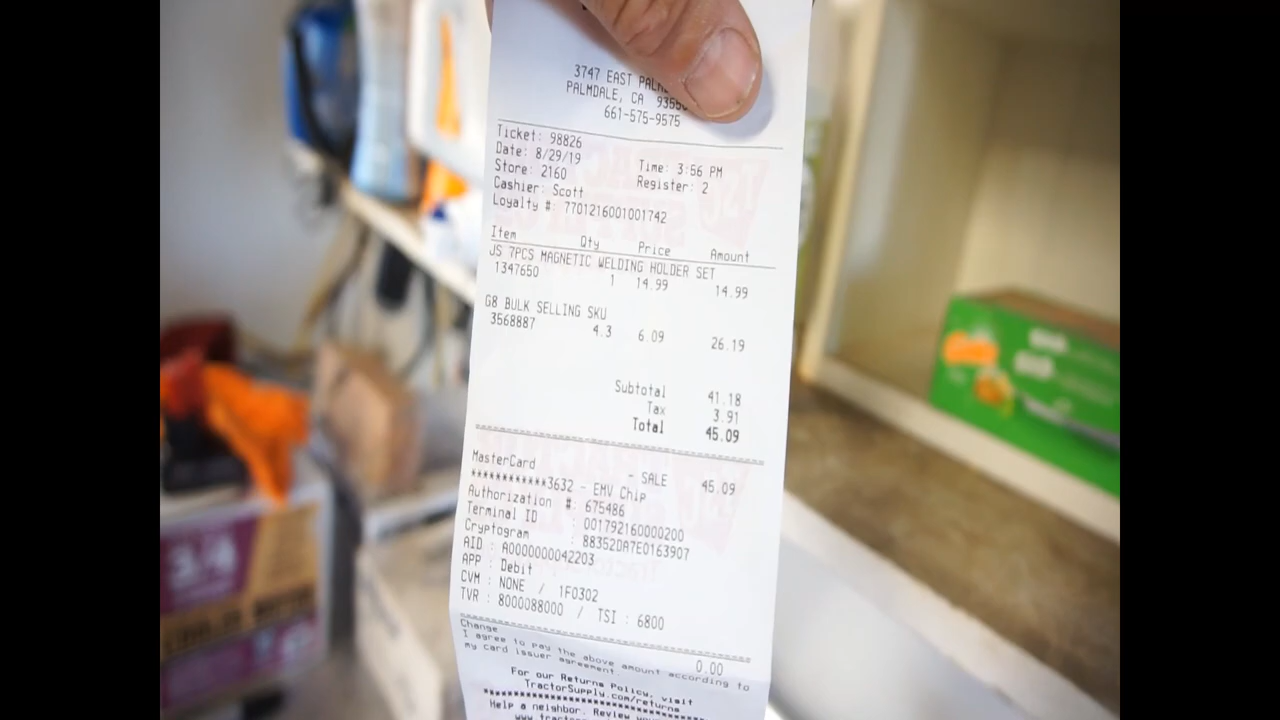 3747 EAST
PALMDALE, CA
661-575-9575
Ticket: 98826
Date: 8/29/19 Time: 3:56 PM
Store: 2160 Register: 2
Cashier: Scott
Loyalty #: 7701216001001742
Item Qty Price Amount
JS 7PCS MAGNETIC WELDING HOLDER SET
1347650 1 14.99 14.99
G8 BULK SELLING SKU
3568887 4.3 6.09 26.19
Subtotal 41.18
Tax 3.91
Total 45.09
MasterCard - SALE 45.09
************3632 - EMV Chip
Authorization #: 675486
Terminal ID : 001792160000200
Cryptogram : 88352DA7E0163907
AID : A0000000042203
APP : Debit
CVM : NONE / 1F0302
TVR : 8000088000 / TSI : 6800
Change 0.00
I agree to pay the above amount according to
my card issuer agreement.
For our Returns Policy, visit
TractorSupply.com/returns
Help a neighbor. Review
3/4